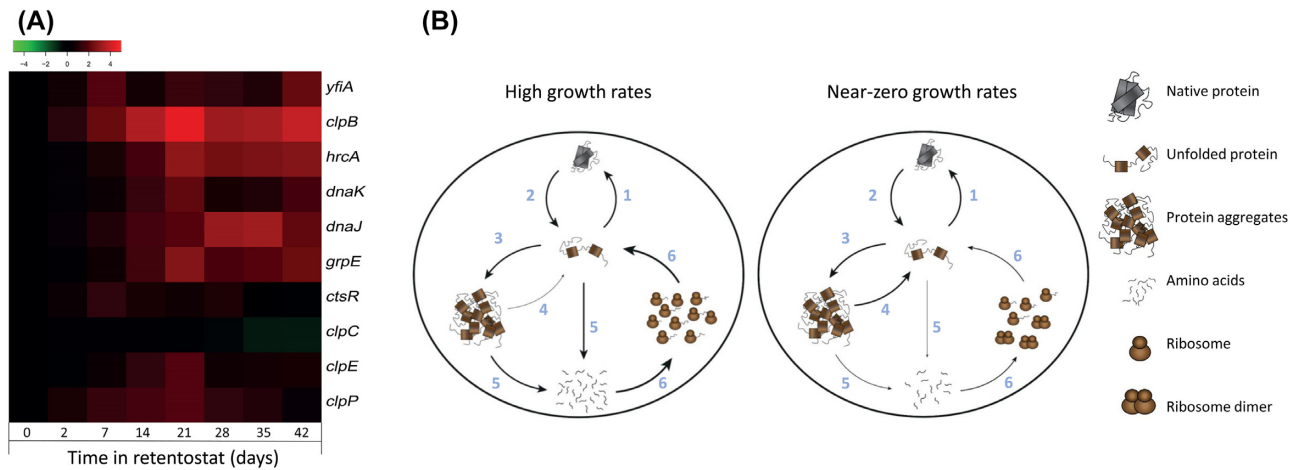 (A)
-4 -2 0 2 4
yfiA
clpB
hrcA
dnaK
dnaJ
grpE
ctsR
clpC
clpE
clpP
0 2 7 14 21 28 35 42
Time in retentostat (days)
(B)
High growth rates
2 1
3
6
4
5
5
6
Near-zero growth rates
2 1
3
6
4
5
5
6
Native protein
Unfolded protein
Protein aggregates
Amino acids
Ribosome
Ribosome dimer